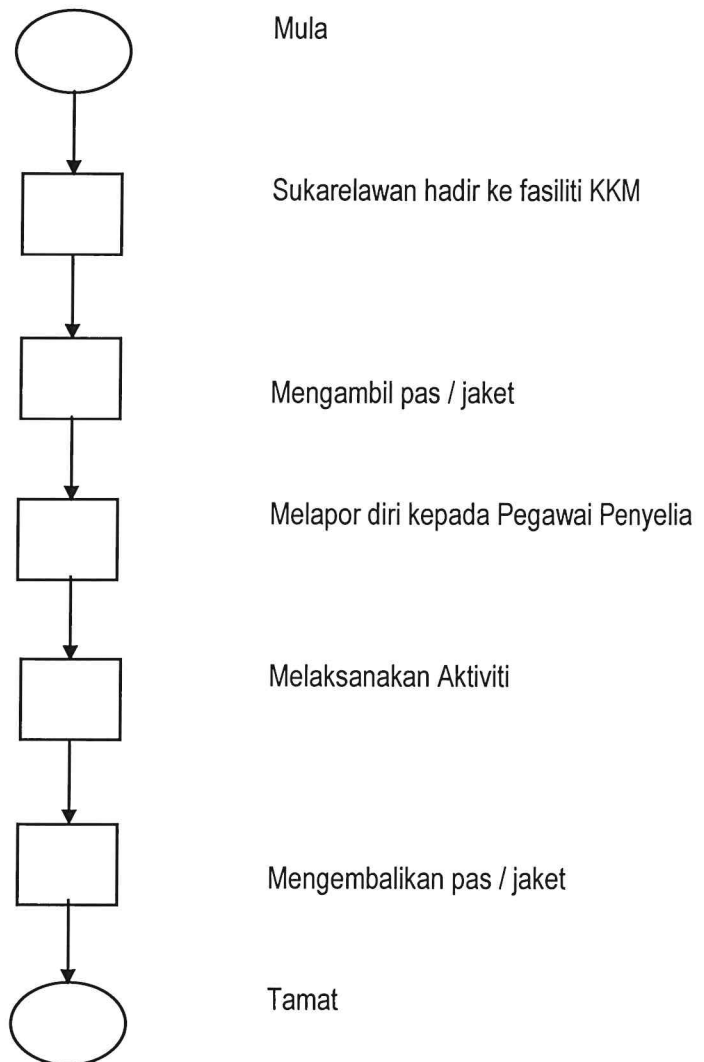 Mula
Sukarelawan hadir ke fasiliti KKM
Mengambil pas / jaket
Melapor diri kepada Pegawai Penyelia
Melaksanakan Aktiviti
Mengembalikan pas / jaket
Tamat